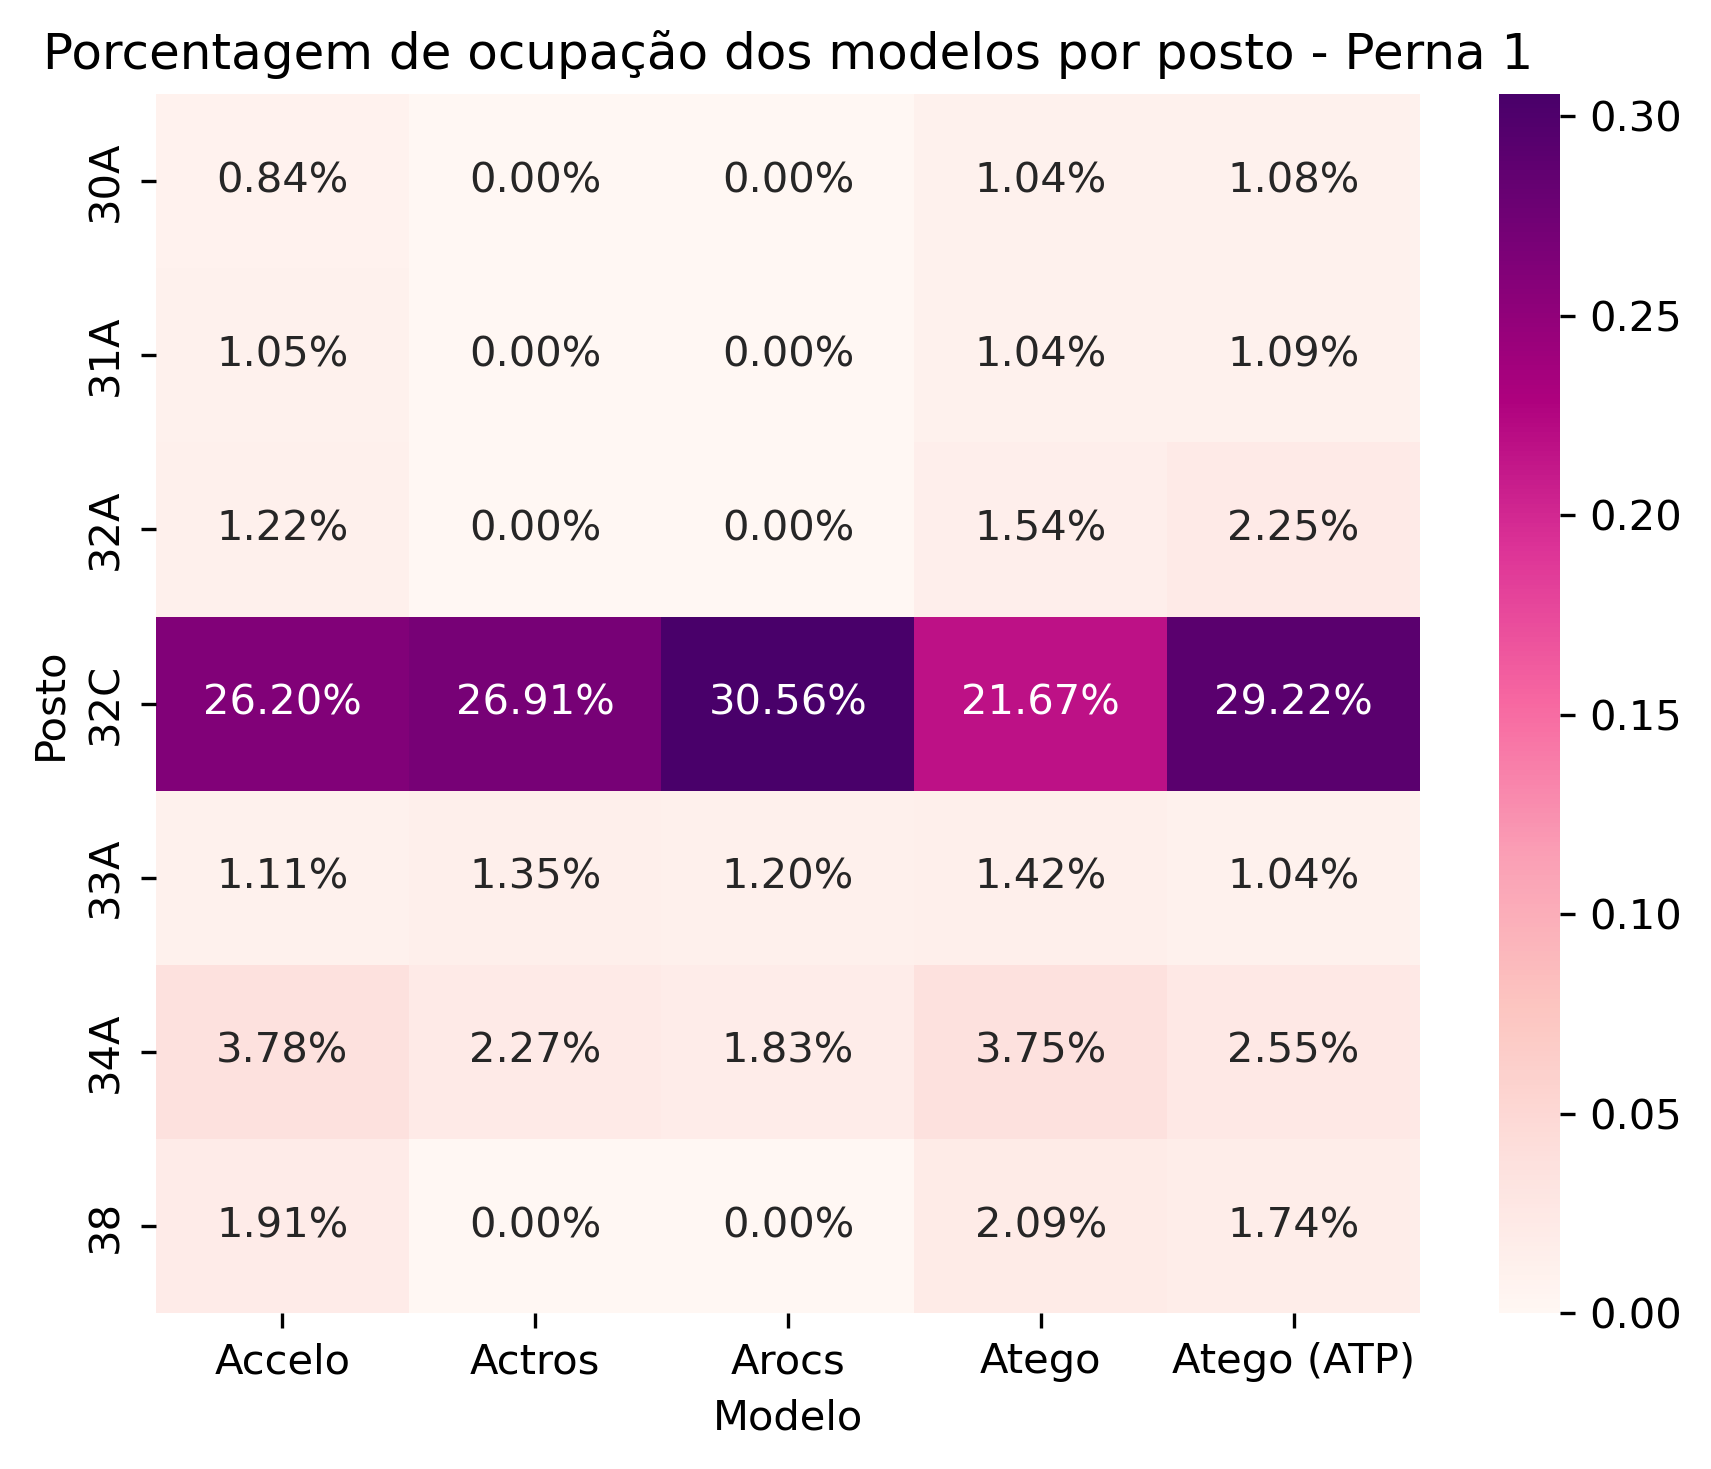 Porcentagem de ocupação dos modelos por posto - Perna 1
Posto
30A 0.84% 0.00% 0.00% 1.04% 1.08%
31A 1.05% 0.00% 0.00% 1.04% 1.09%
32A 1.22% 0.00% 0.00% 1.54% 2.25%
32C 26.20% 26.91% 30.56% 21.67% 29.22%
33A 1.11% 1.35% 1.20% 1.42% 1.04%
34A 3.78% 2.27% 1.83% 3.75% 2.55%
38 1.91% 0.00% 0.00% 2.09% 1.74%
Accelo Actros Arocs Atego Atego (ATP)
Modelo
0.30
0.25
0.20
0.15
0.10
0.05
0.00